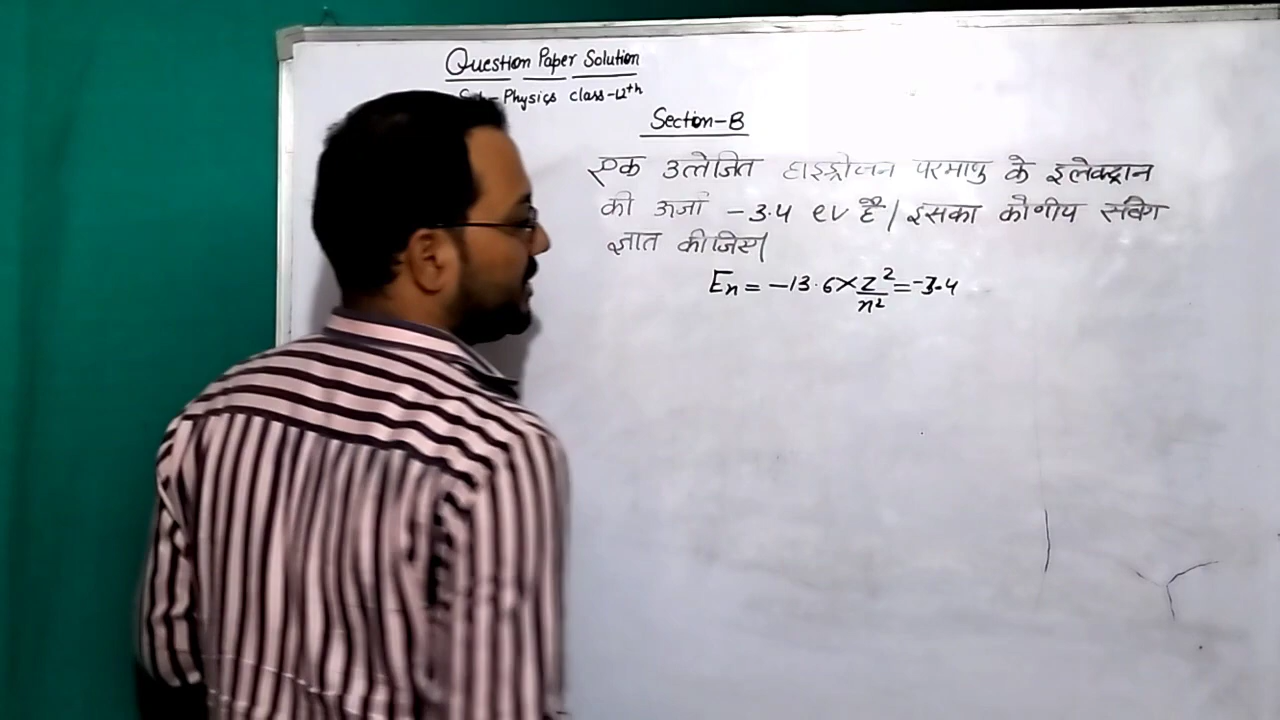 Question Paper Solution
Physics class-12th
Section-B
एक उत्तेजित हाइड्रोजन परमाणु के इलेक्ट्रान
की ऊर्जा -3.4 ev है / इसका कोणीय संवेग
ज्ञात कीजिए/
En = -13.6 × Z²/n² = -3.4